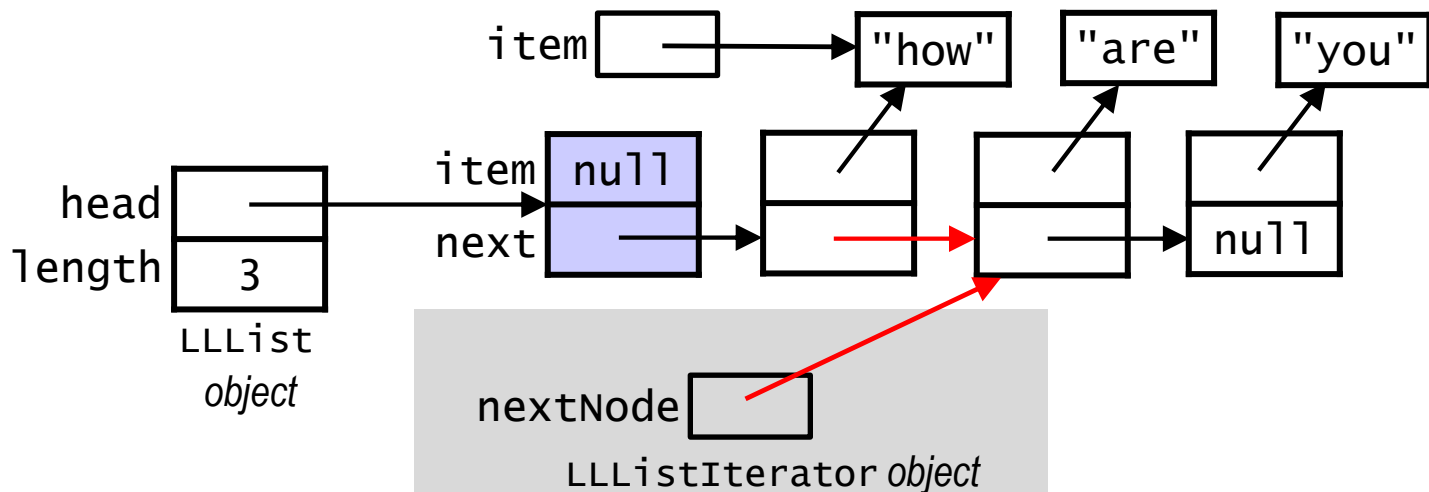 item "how" "are" "you"
item null
head
next null
length 3
LLList
object
nextNode
LLListIterator object